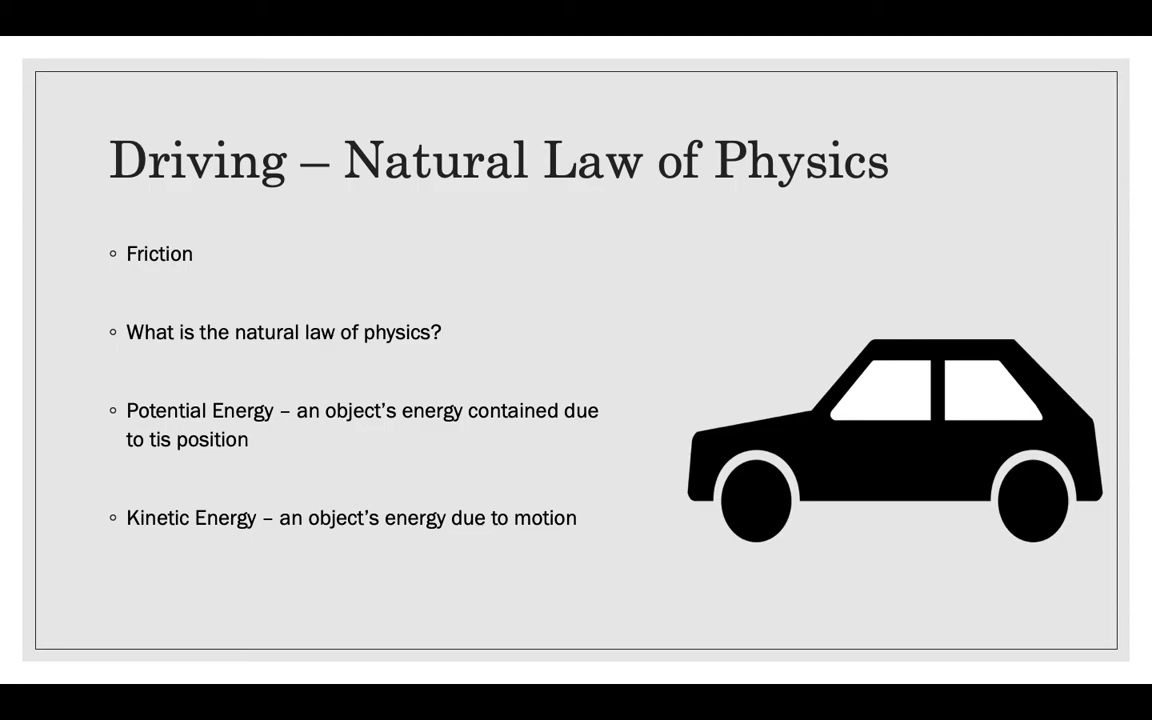 Driving – Natural Law of Physics
◦ Friction
◦ What is the natural law of physics?
◦ Potential Energy – an object's energy contained due
to tis position
◦ Kinetic Energy – an object's energy due to motion